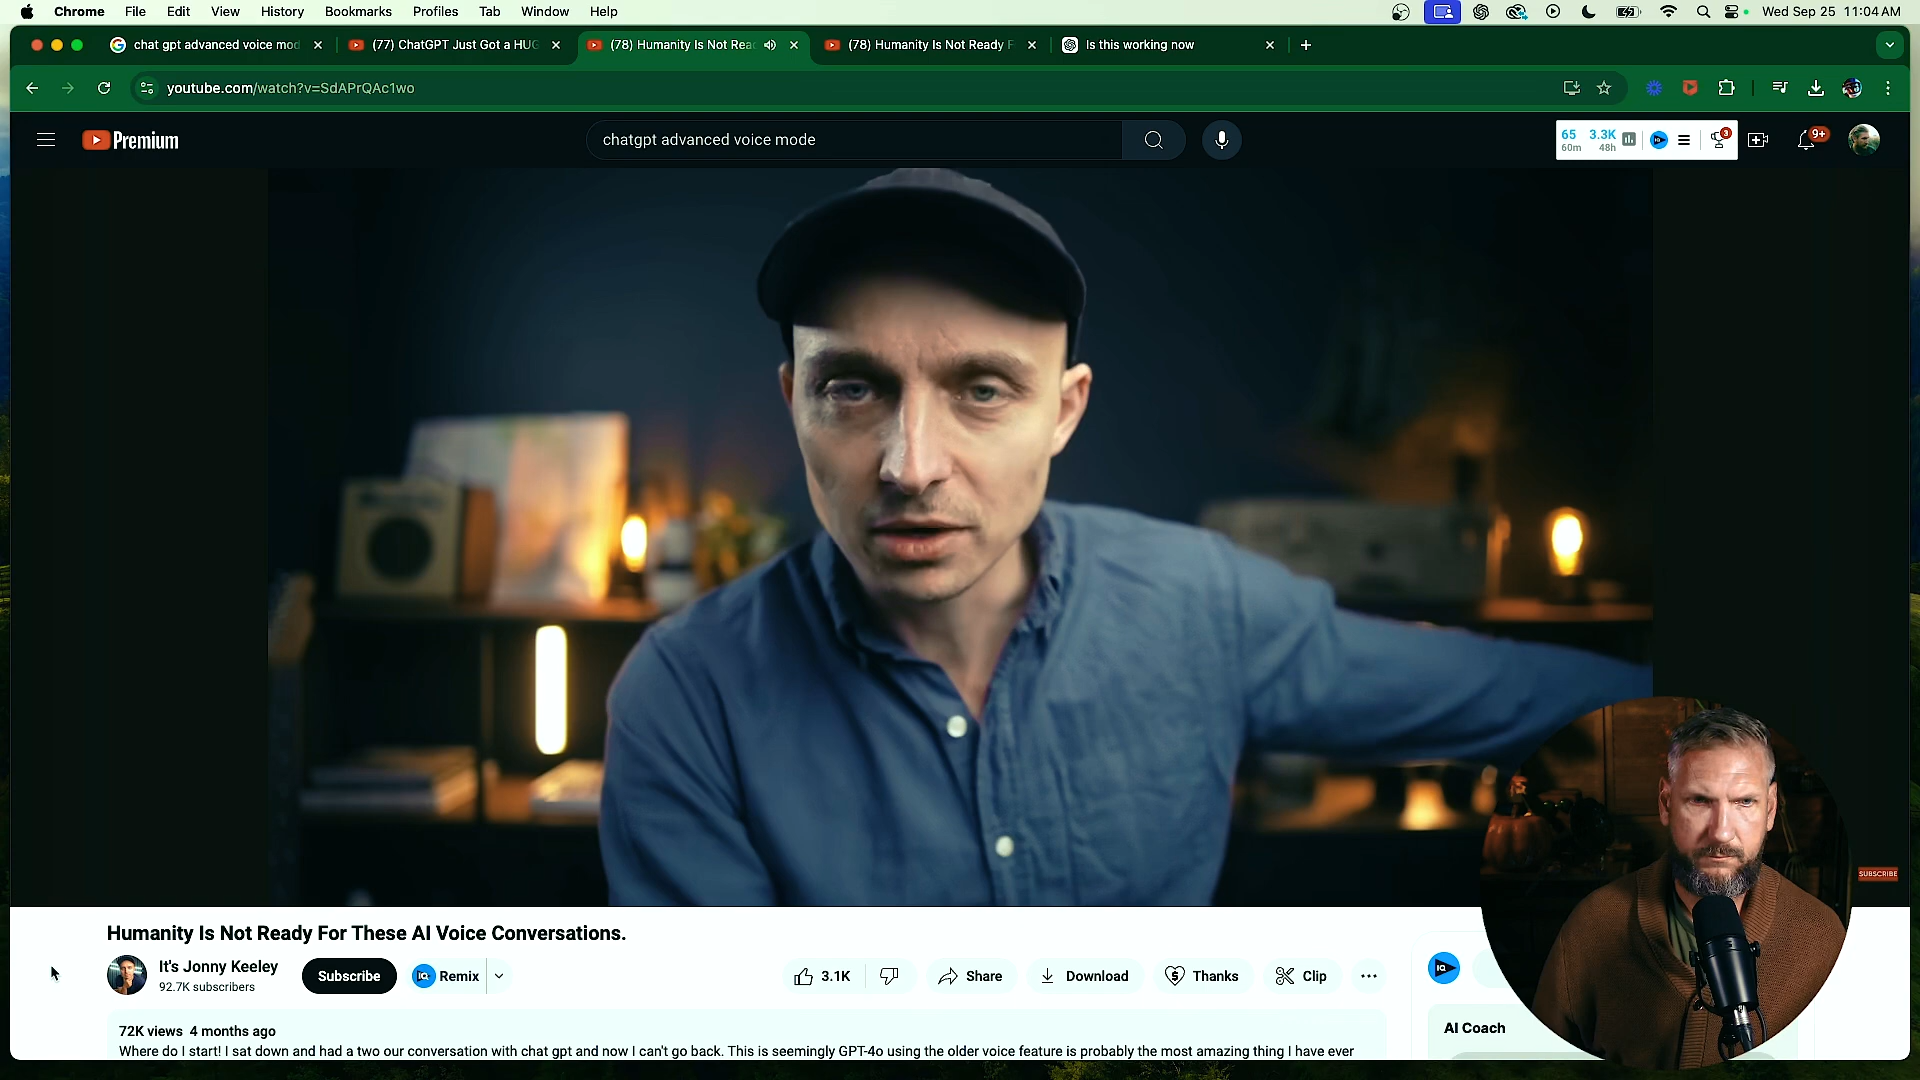 Chrome File Edit View History Bookmarks Profiles Tab Window Help Wed Sep 25 11:04 AM
chat gpt advanced voice mod (77) ChatGPT Just Got a HUG (78) Humanity Is Not Rea (78) Humanity Is Not Ready F Is this working now
youtube.com/watch?v=SdAPrQAc1wo
Premium chatgpt advanced voice mode 65 3.3K 3 9+
60m 48h
SUBSCRIBE
Humanity Is Not Ready For These AI Voice Conversations.
It's Jonny Keeley Subscribe IQ Remix 3.1K Share Download Thanks Clip
92.7K subscribers
AI Coach
72K views 4 months ago
Where do I start! I sat down and had a two our conversation with chat gpt and now I can't go back. This is seemingly GPT-4o using the older voice feature is probably the most amazing thing I have ever